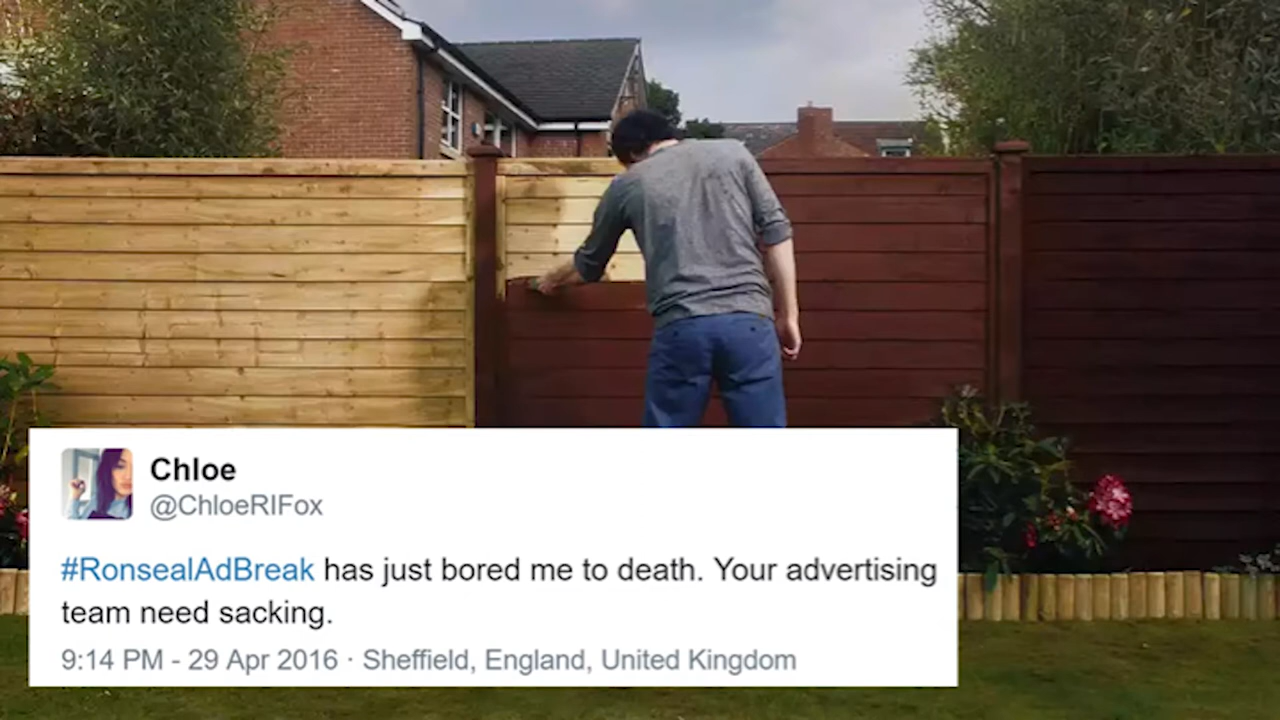 Chloe
@ChloeRIFox
#RonsealAdBreak has just bored me to death. Your advertising
team need sacking.
9:14 PM - 29 Apr 2016 · Sheffield, England, United Kingdom